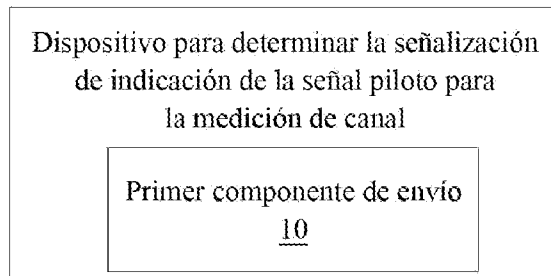 Dispositivo para determinar la señalización
de indicación de la señal piloto para
la medición de canal
Primer componente de envío
10